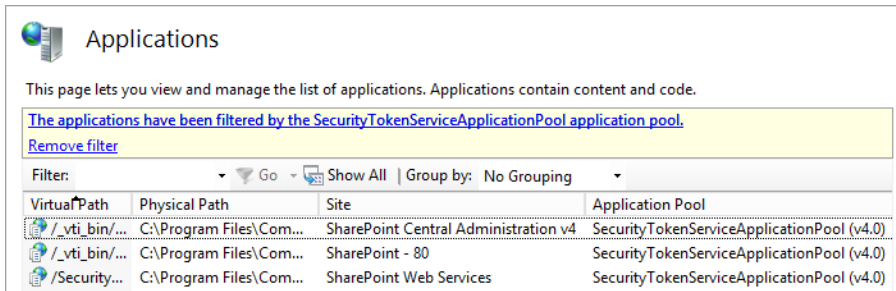 Applications
This page lets you view and manage the list of applications. Applications contain content and code.
The applications have been filtered by the SecurityTokenServiceApplicationPool application pool.
Remove filter
Filter: Go Show All Group by: No Grouping
Virtual Path Physical Path Site Application Pool
/_vti_bin/... C:\Program Files\Com... SharePoint Central Administration v4 SecurityTokenServiceApplicationPool (v4.0)
/_vti_bin/... C:\Program Files\Com... SharePoint - 80 SecurityTokenServiceApplicationPool (v4.0)
/Security... C:\Program Files\Com... SharePoint Web Services SecurityTokenServiceApplicationPool (v4.0)